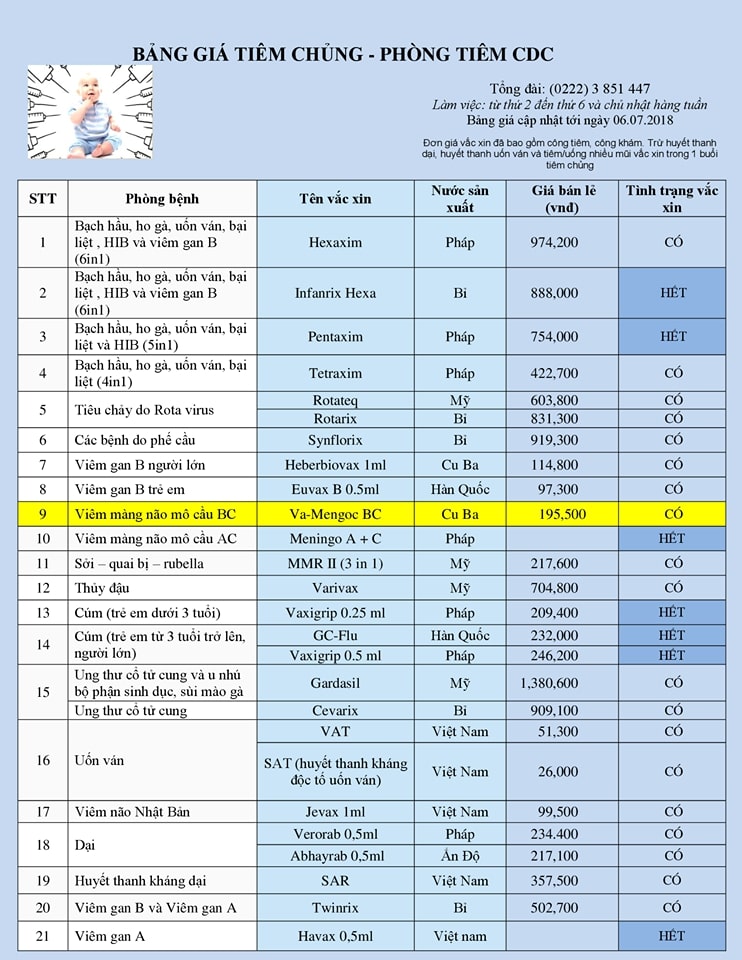 BẢNG GIÁ TIÊM CHỦNG - PHÒNG TIÊM CDC
Tổng đài: (0222) 3 851 447
Làm việc: từ thứ 2 đến thứ 6 và chủ nhật hàng tuần
Bảng giá cập nhật tới ngày 06.07.2018
Đơn giá vắc xin đã bao gồm công tiêm, công khám. Trừ huyết thanh
dại, huyết thanh uốn ván và tiêm/uống nhiều mũi vắc xin trong 1 buổi
tiêm chủng
STT Phòng bệnh Tên vắc xin Nước sản xuất Giá bán lẻ (vnđ) Tình trạng vắc xin
1 Bạch hầu, ho gà, uốn ván, bại
liệt , HIB và viêm gan B
(6in1) Hexaxim Pháp 974,200 CÓ
2 Bạch hầu, ho gà, uốn ván, bại
liệt , HIB và viêm gan B
(6in1) Infanrix Hexa Bỉ 888,000 HẾT
3 Bạch hầu, ho gà, uốn ván, bại
liệt và HIB (5in1) Pentaxim Pháp 754,000 HẾT
4 Bạch hầu, ho gà, uốn ván, bại
liệt (4in1) Tetraxim Pháp 422,700 CÓ
5 Tiêu chảy do Rota virus Rotateq Mỹ 603,800 CÓ
Rotarix Bỉ 831,300 CÓ
6 Các bệnh do phế cầu Synflorix Bỉ 919,300 CÓ
7 Viêm gan B người lớn Heberbiovax 1ml Cu Ba 114,800 CÓ
8 Viêm gan B trẻ em Euvax B 0.5ml Hàn Quốc 97,300 CÓ
9 Viêm màng não mô cầu BC Va-Mengoc BC Cu Ba 195,500 CÓ
10 Viêm màng não mô cầu AC Meningo A + C Pháp HẾT
11 Sởi – quai bị – rubella MMR II (3 in 1) Mỹ 217,600 CÓ
12 Thủy đậu Varivax Mỹ 704,800 CÓ
13 Cúm (trẻ em dưới 3 tuổi) Vaxigrip 0.25 ml Pháp 209,400 HẾT
14 Cúm (trẻ em từ 3 tuổi trở lên,
người lớn) GC-Flu Hàn Quốc 232,000 HẾT
Vaxigrip 0.5 ml Pháp 246,200 HẾT
15 Ung thư cổ tử cung và u nhú
bộ phận sinh dục, sùi mào gà Gardasil Mỹ 1,380,600 CÓ
Ung thư cổ tử cung Cevarix Bỉ 909,100 CÓ
16 Uốn ván VAT Việt Nam 51,300 CÓ
SAT (huyết thanh kháng
độc tố uốn ván) Việt Nam 26,000 CÓ
17 Viêm não Nhật Bản Jevax 1ml Việt Nam 99,500 CÓ
18 Dại Verorab 0,5ml Pháp 234.400 CÓ
Abhayrab 0,5ml Ấn Độ 217,100 CÓ
19 Huyết thanh kháng dại SAR Việt Nam 357,500 CÓ
20 Viêm gan B và Viêm gan A Twinrix Bỉ 502,700 CÓ
21 Viêm gan A Havax 0,5ml Việt nam HẾT